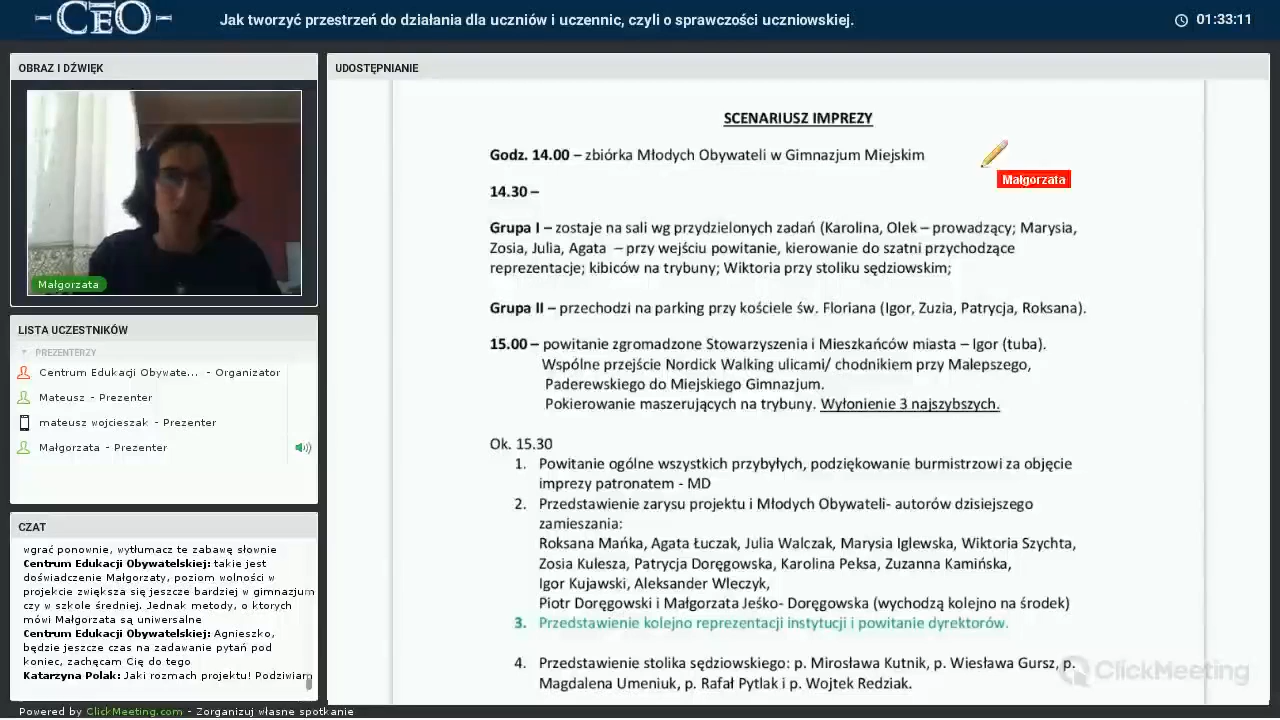 CEO
Jak tworzyć przestrzeń do działania dla uczniów i uczennic, czyli o sprawczości uczniowskiej.
01:33:11
OBRAZ I DŹWIĘK
Małgorzata
LISTA UCZESTNIKÓW
PREZENTERZY
Centrum Edukacji Obywate... - Organizator
Mateusz - Prezenter
mateusz wojcieszak - Prezenter
Małgorzata - Prezenter
CZAT
wgrać ponownie, wytłumacz te zabawę słownie
Centrum Edukacji Obywatelskiej: takie jest
doświadczenie Małgorzaty, poziom wolności w
projekcie zwiększa się jeszcze bardziej w gimnazjum
czy w szkole średniej. Jednak metody, o ktorych
mówi Małgorzata są uniwersalne
Centrum Edukacji Obywatelskiej: Agnieszko,
będzie jeszcze czas na zadawanie pytań pod
koniec, zachęcam Cię do tego
Katarzyna Polak: Jaki rozmach projektu! Podziwiam
UDOSTĘPNIANIE
SCENARIUSZ IMPREZY
Godz. 14.00 – zbiórka Młodych Obywateli w Gimnazjum Miejskim
Małgorzata
14.30 –
Grupa I – zostaje na sali wg przydzielonych zadań (Karolina, Olek – prowadzący; Marysia,
Zosia, Julia, Agata – przy wejściu powitanie, kierowanie do szatni przychodzące
reprezentacje; kibiców na trybuny; Wiktoria przy stoliku sędziowskim;
Grupa II – przechodzi na parking przy kościele św. Floriana (Igor, Zuzia, Patrycja, Roksana).
15.00 – powitanie zgromadzone Stowarzyszenia i Mieszkańców miasta – Igor (tuba).
Wspólne przejście Nordick Walking ulicami/ chodnikiem przy Malepszego,
Paderewskiego do Miejskiego Gimnazjum.
Pokierowanie maszerujących na trybuny. Wyłonienie 3 najszybszych.
Ok. 15.30
1. Powitanie ogólne wszystkich przybyłych, podziękowanie burmistrzowi za objęcie
imprezy patronatem - MD
2. Przedstawienie zarysu projektu i Młodych Obywateli- autorów dzisiejszego
zamieszania:
Roksana Mańka, Agata Łuczak, Julia Walczak, Marysia Iglewska, Wiktoria Szychta,
Zosia Kulesza, Patrycja Doręgowska, Karolina Peksa, Zuzanna Kamińska,
Igor Kujawski, Aleksander Wleczyk,
Piotr Doręgowski i Małgorzata Jeśko- Doręgowska (wychodzą kolejno na środek)
3. Przedstawienie kolejno reprezentacji instytucji i powitanie dyrektorów.
4. Przedstawienie stolika sędziowskiego: p. Mirosława Kutnik, p. Wiesława Gursz, p.
Magdalena Umeniuk, p. Rafał Pytlak i p. Wojtek Redziak.
ClickMeeting
Powered by ClickMeeting.com - Zorganizuj własne spotkanie